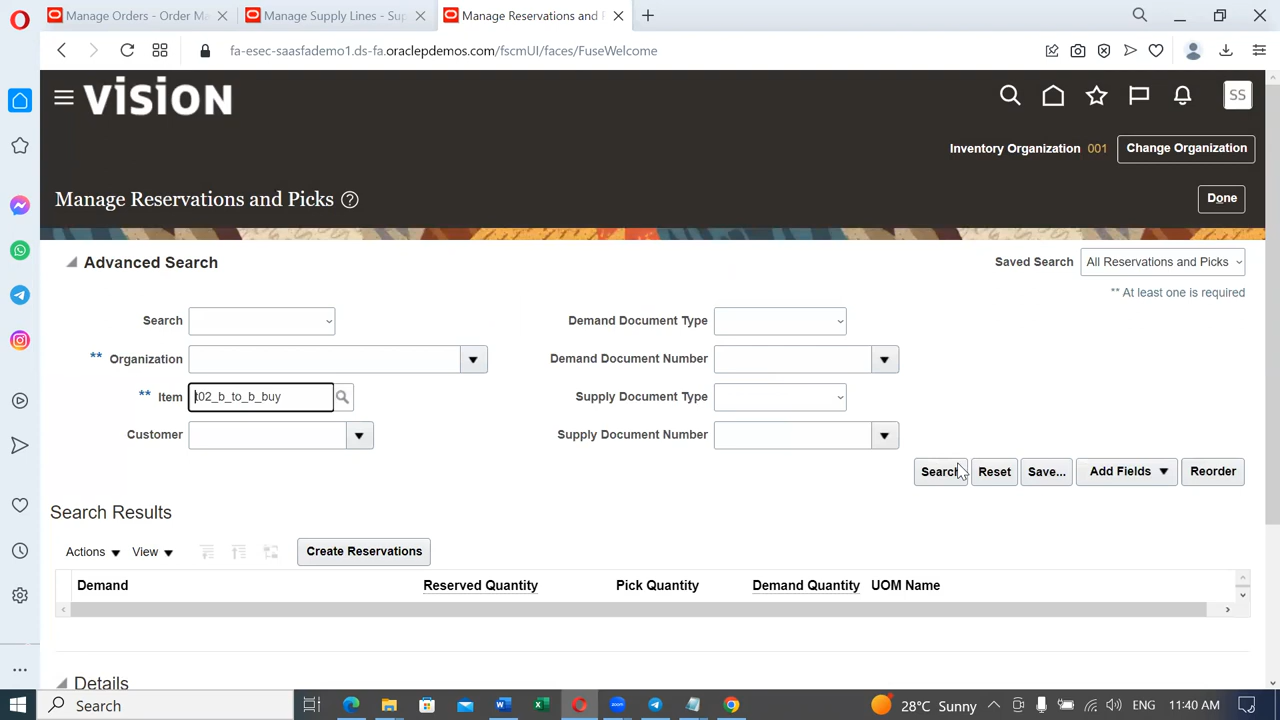 Manage Orders - Order Ma
Manage Supply Lines - Sup
Manage Reservations and P
fa-esec-saasfademo1.ds-fa.oraclepdemos.com/fscmUI/faces/FuseWelcome
VISION
SS
Inventory Organization 001 Change Organization
Manage Reservations and Picks ?
Done
Advanced Search
Saved Search All Reservations and Picks
** At least one is required
Search
Demand Document Type
** Organization
Demand Document Number
** Item t02_b_to_b_buy
Supply Document Type
Customer
Supply Document Number
Search Reset Save... Add Fields Reorder
Search Results
Actions View Create Reservations
Demand Reserved Quantity Pick Quantity Demand Quantity UOM Name
Details
Search
28°C Sunny ENG 11:40 AM